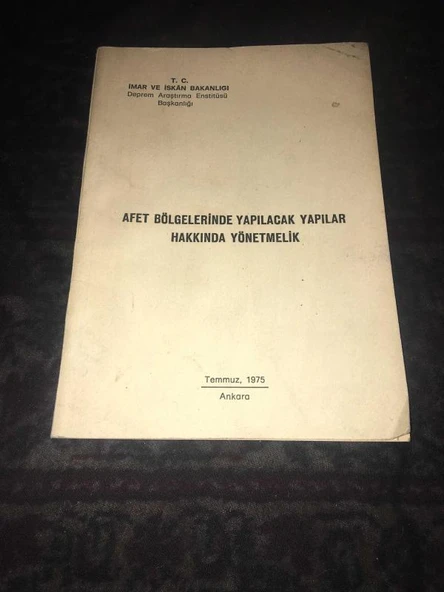 T. C.
İMAR VE İSKÂN BAKANLIĞI
Deprem Araştırma Enstitüsü
Başkanlığı
AFET BÖLGELERİNDE YAPILACAK YAPILAR
HAKKINDA YÖNETMELİK
Temmuz, 1975
Ankara